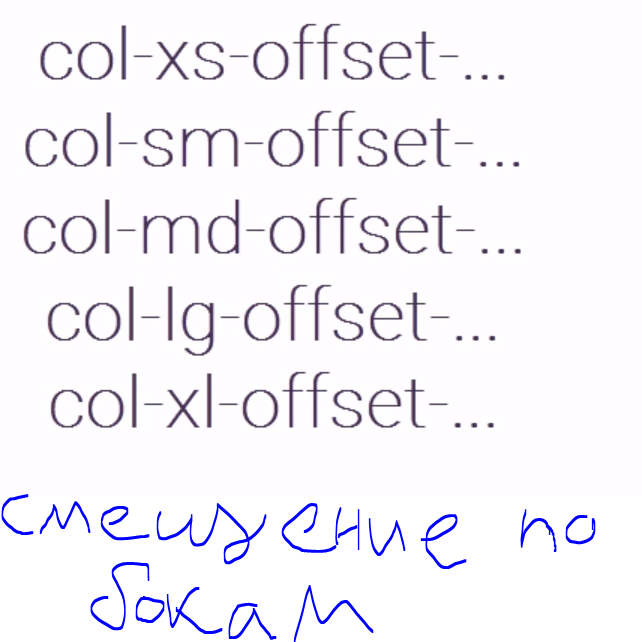 col-xs-offset-...
col-sm-offset-...
col-md-offset-...
col-lg-offset-...
col-xl-offset-...
смещение по
бокам